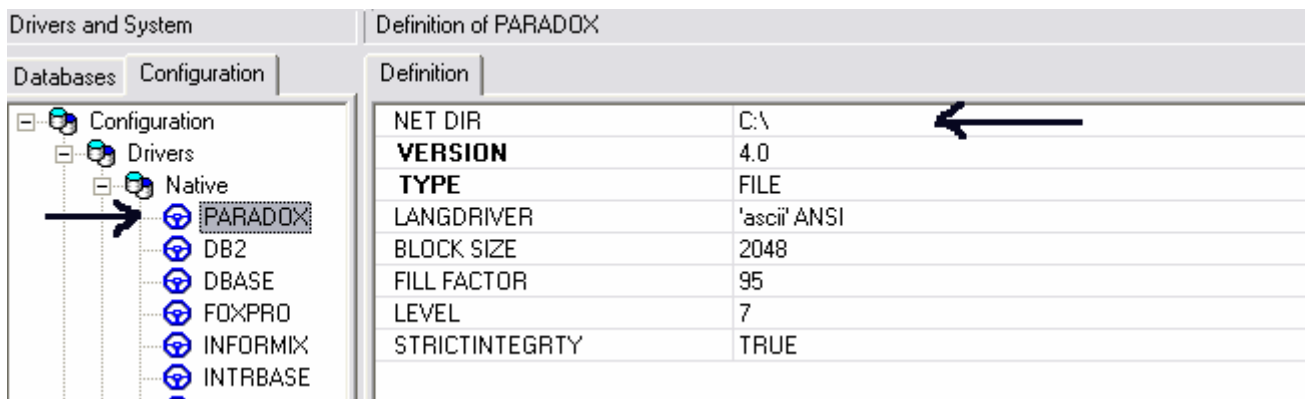 Drivers and System
Definition of PARADOX
Databases
Configuration
Definition
Configuration
Drivers
Native
PARADOX
DB2
DBASE
FOXPRO
INFORMIX
INTRBASE
NET DIR C:\
VERSION 4.0
TYPE FILE
LANGDRIVER 'ascii' ANSI
BLOCK SIZE 2048
FILL FACTOR 95
LEVEL 7
STRICTINTEGRTY TRUE